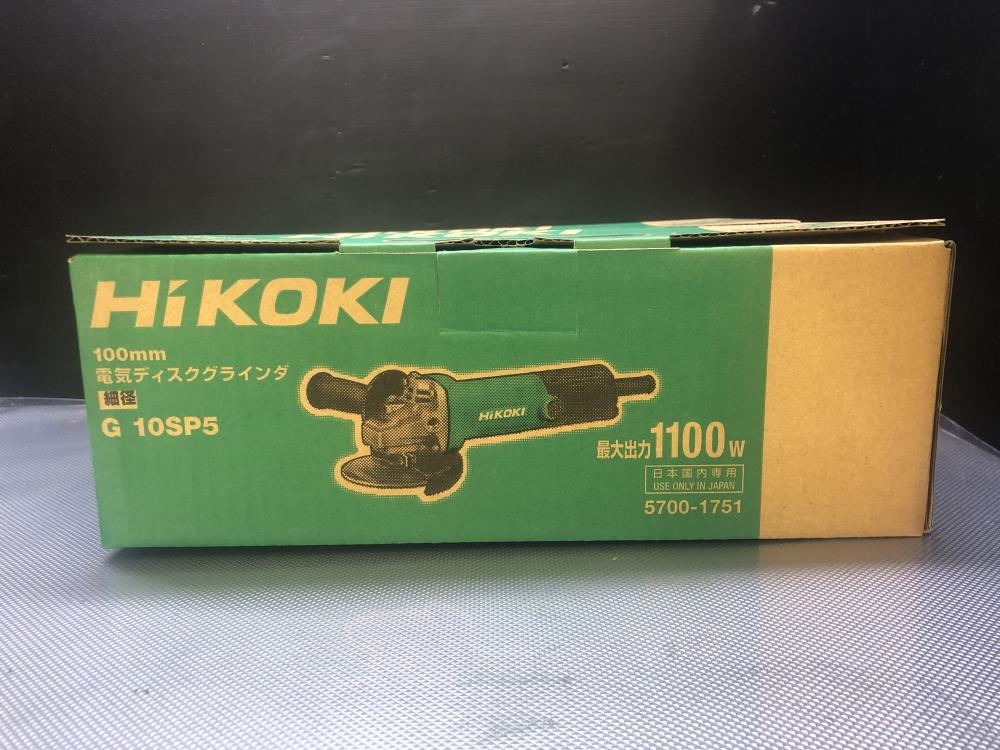 HiKOKI
100mm
電気ディスクグラインダ
細径
G 10SP5
HiKOKI
最大出力1100W
日本国内専用
USE ONLY IN JAPAN
5700-1751